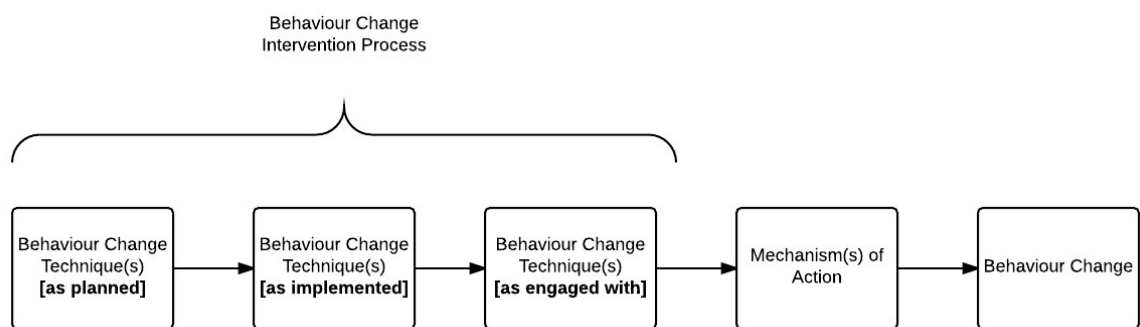 Behaviour Change
Intervention Process
Behaviour Change
Technique(s)
[as planned]
Behaviour Change
Technique(s)
[as implemented]
Behaviour Change
Technique(s)
[as engaged with]
Mechanism(s) of
Action
Behaviour Change